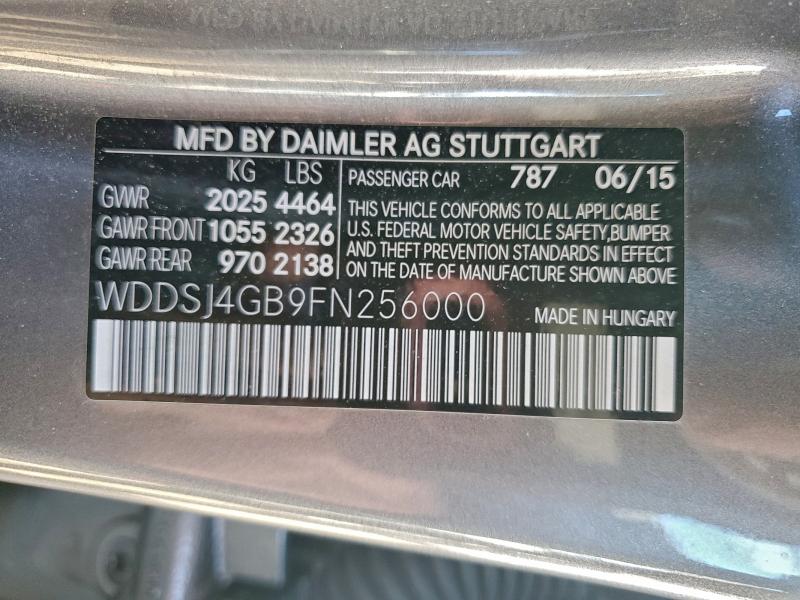 MFD BY DAIMLER AG STUTTGART
KG LBS
GVWR 2025 4464
GAWR FRONT 1055 2326
GAWR REAR 970 2138
PASSENGER CAR 787 06/15
THIS VEHICLE CONFORMS TO ALL APPLICABLE
U.S. FEDERAL MOTOR VEHICLE SAFETY,BUMPER
AND THEFT PREVENTION STANDARDS IN EFFECT
ON THE DATE OF MANUFACTURE SHOWN ABOVE
WDDSJ4GB9FN256000
MADE IN HUNGARY